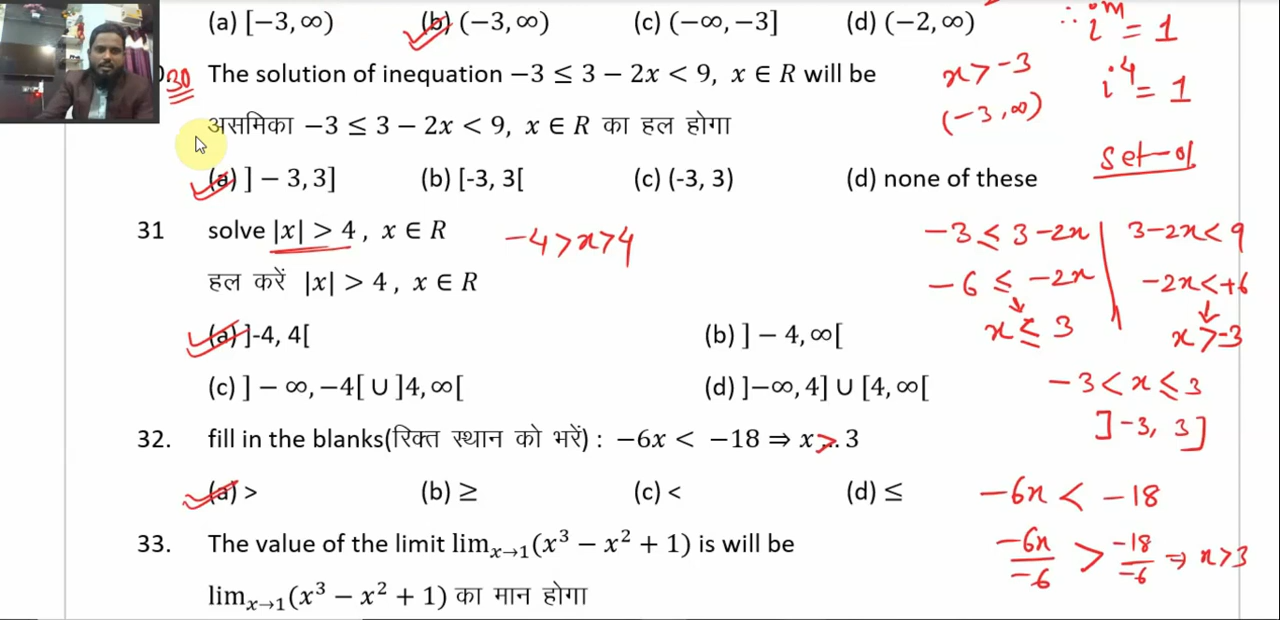 (a) [−3, ∞) (b) (−3, ∞) (c) (−∞, −3] (d) (−2, ∞)
∴ i^m = 1
30 The solution of inequation −3 ≤ 3 − 2x < 9, x ∈ R will be
x > -3
i^4 = 1
असमिका −3 ≤ 3 − 2x < 9, x ∈ R का हल होगा
(-3, ∞)
(a) ] − 3, 3] (b) [-3, 3[ (c) (-3, 3) (d) none of these
Set-01
31 solve |x| > 4 , x ∈ R
-4 > x > 4
हल करें |x| > 4 , x ∈ R
(a) ]-4, 4[ (b) ] − 4, ∞[
(c) ] − ∞, −4[ ∪ ]4, ∞[ (d) ]−∞, 4] ∪ [4, ∞[
-3 ≤ 3-2x | 3-2x < 9
-6 ≤ -2x | -2x < +6
x ≤ 3 | x > -3
-3 < x ≤ 3
]-3, 3]
32. fill in the blanks(रिक्त स्थान को भरें) : −6x < −18 ⇒ x > .. 3
(a) > (b) ≥ (c) < (d) ≤
-6x < -18
-6x/-6 > -18/-6 ⇒ x > 3
33. The value of the limit lim x→1 (x³ − x² + 1) is will be
lim x→1 (x³ − x² + 1) का मान होगा